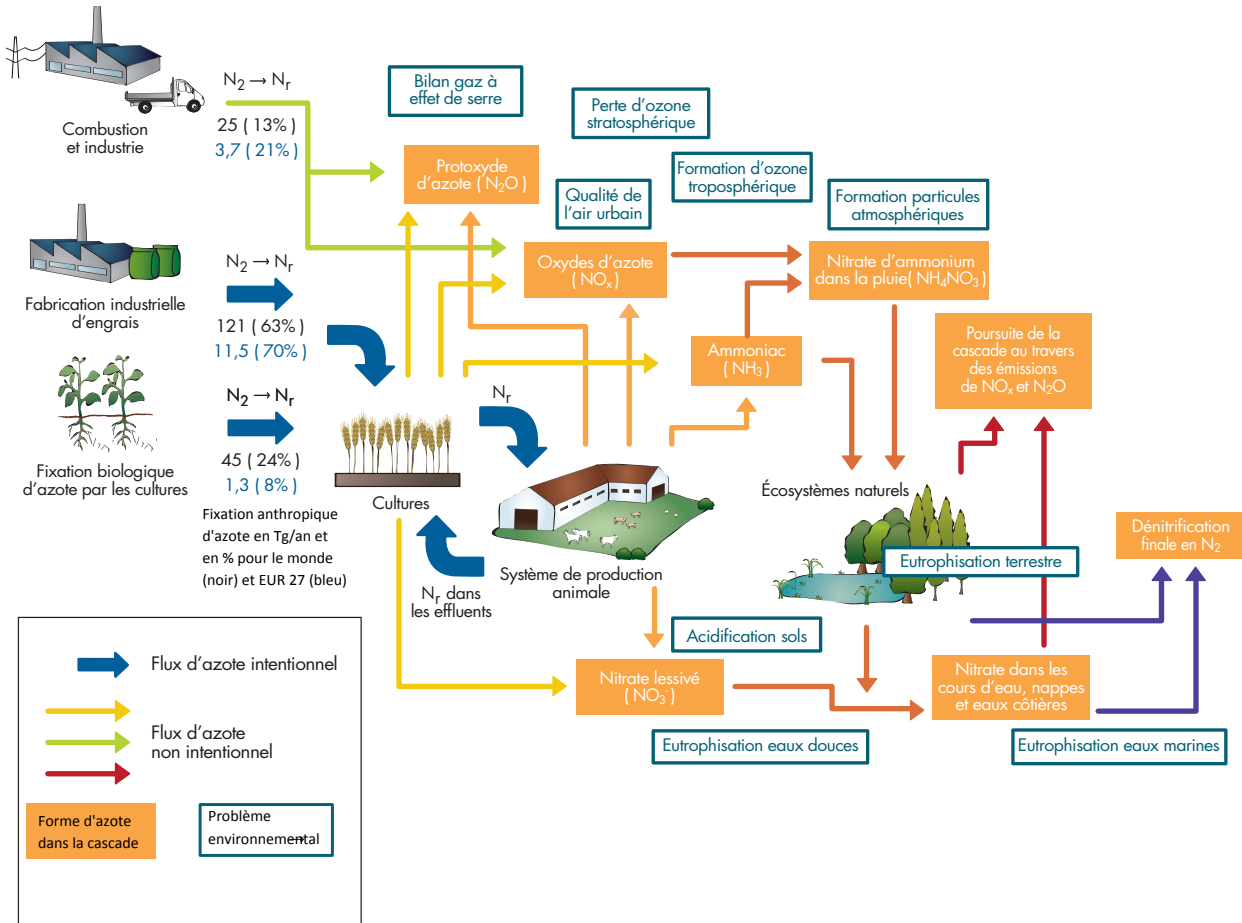 N₂ → Nr
25 ( 13% )
3,7 ( 21% )
Combustion
et industrie
Bilan gaz à
effet de serre
Perte d'ozone
stratosphérique
Protoxyde
d'azote ( N₂O )
Formation d'ozone
troposphérique
Qualité de
l'air urbain
Formation particules
atmosphériques
N₂ → Nr
Fabrication industrielle
d'engrais
121 ( 63% )
11,5 ( 70% )
Oxydes d'azote
( NOx )
Nitrate d'ammonium
dans la pluie( NH₄NO₃ )
Ammoniac
( NH₃ )
Poursuite de la
cascade au travers
des émissions
de NOx et N₂O
N₂ → Nr
45 ( 24% )
1,3 ( 8% )
Fixation biologique
d'azote par les cultures
Fixation anthropique
d'azote en Tg/an et
en % pour le monde
(noir) et EUR 27 (bleu)
Nr
Cultures
Nr dans
les effluents
Système de production
animale
Écosystèmes naturels
Eutrophisation terrestre
Dénitrification
finale en N₂
Acidification sols
Nitrate lessivé
( NO₃⁻ )
Nitrate dans les
cours d'eau, nappes
et eaux côtières
Eutrophisation eaux douces
Eutrophisation eaux marines
Flux d'azote intentionnel
Flux d'azote
non intentionnel
Forme d'azote
dans la cascade
Problème
environnemental